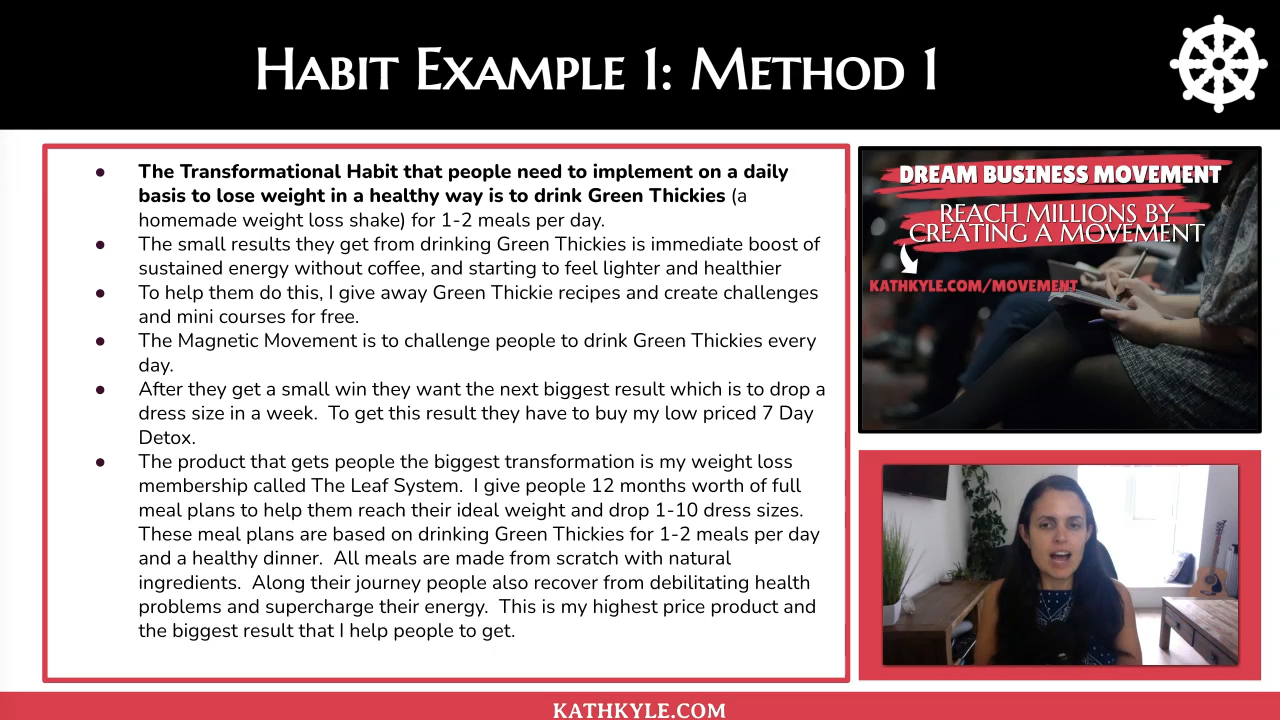 Habit Example 1: Method 1
● The Transformational Habit that people need to implement on a daily
basis to lose weight in a healthy way is to drink Green Thickies (a
homemade weight loss shake) for 1-2 meals per day.
● The small results they get from drinking Green Thickies is immediate boost of
sustained energy without coffee, and starting to feel lighter and healthier
● To help them do this, I give away Green Thickie recipes and create challenges
and mini courses for free.
● The Magnetic Movement is to challenge people to drink Green Thickies every
day.
● After they get a small win they want the next biggest result which is to drop a
dress size in a week.  To get this result they have to buy my low priced 7 Day
Detox.
● The product that gets people the biggest transformation is my weight loss
membership called The Leaf System.  I give people 12 months worth of full
meal plans to help them reach their ideal weight and drop 1-10 dress sizes.
These meal plans are based on drinking Green Thickies for 1-2 meals per day
and a healthy dinner.  All meals are made from scratch with natural
ingredients.  Along their journey people also recover from debilitating health
problems and supercharge their energy.  This is my highest price product and
the biggest result that I help people to get.
DREAM BUSINESS MOVEMENT
REACH MILLIONS BY
CREATING A MOVEMENT
KATHKYLE.COM/MOVEMENT
KATHKYLE.COM